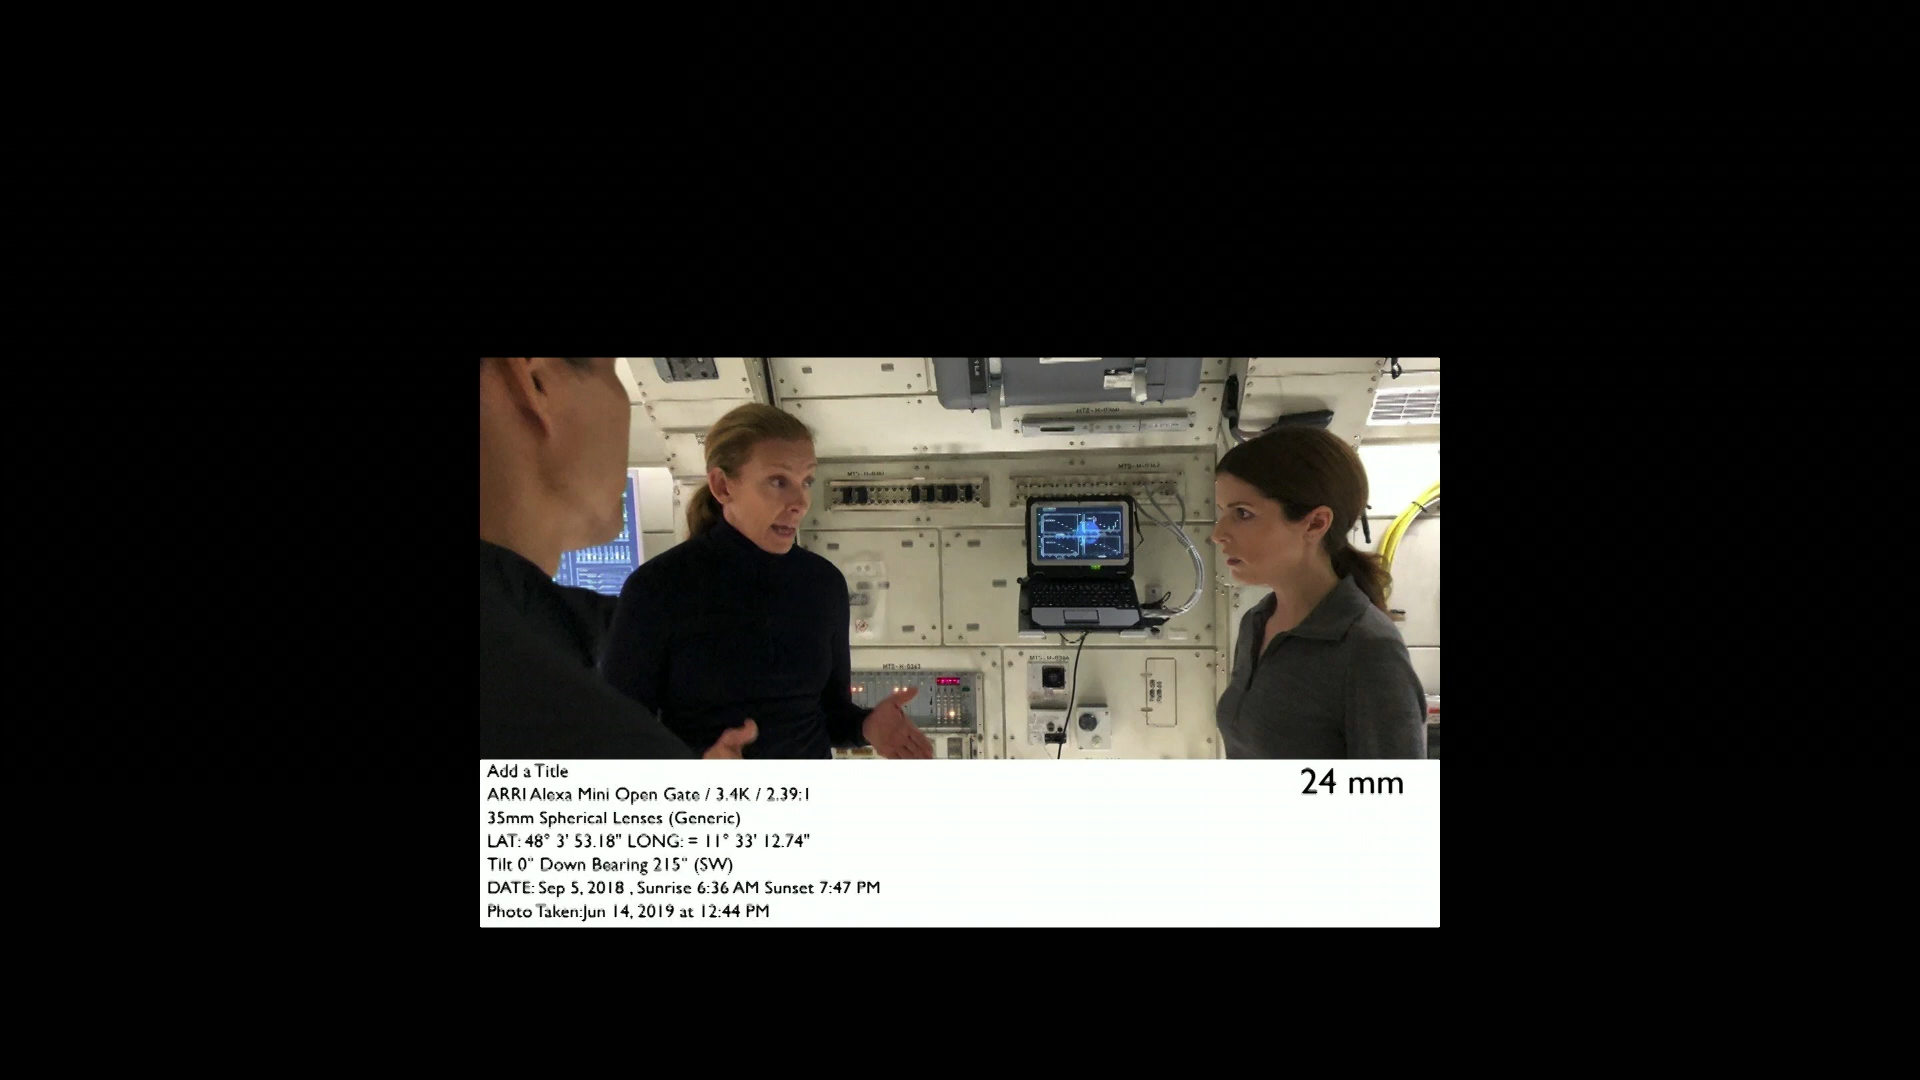 MTS-H-0363
Add a Title
24 mm
ARRI Alexa Mini Open Gate / 3.4K / 2.39:1
35mm Spherical Lenses (Generic)
LAT: 48° 3' 53.18" LONG: = 11° 33' 12.74"
Tilt 0° Down Bearing 215° (SW)
DATE: Sep 5, 2018 , Sunrise 6:36 AM Sunset 7:47 PM
Photo Taken:Jun 14, 2019 at 12:44 PM